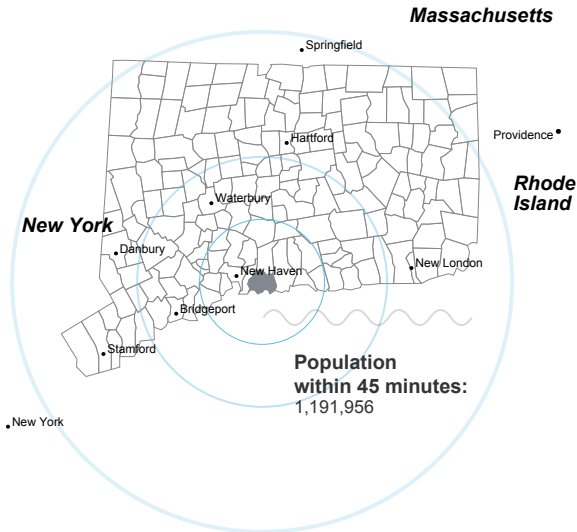 Massachusetts
Springfield
Providence
Hartford
Rhode
Island
Waterbury
New York
Danbury
New London
New Haven
Bridgeport
Stamford
Population
within 45 minutes:
1,191,956
New York